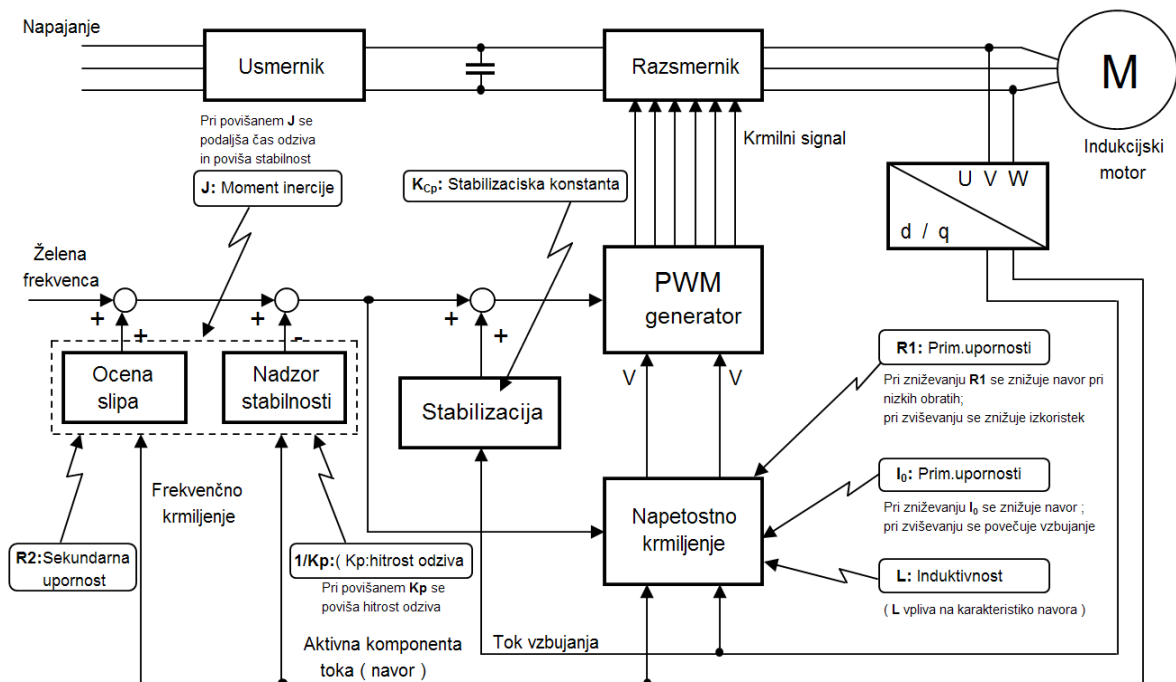 Napajanje
Usmernik
Razsmernik
M
Indukcijski
motor
Pri povišanem J se
podaljša čas odziva
in poviša stabilnost
Krmilni signal
J: Moment inercije
KCp: Stabilizaciska konstanta
U V W
d / q
Želena
frekvenca
PWM
generator
+
+
+
-
+
+
Ocena
slipa
Nadzor
stabilnosti
Stabilizacija
V
V
R1: Prim.upornosti
Pri zniževanju R1 se znižuje navor pri
nizkih obratih;
pri zviševanju se znižuje izkoristek
Frekvenčno
krmiljenje
Napetostno
krmiljenje
I0: Prim.upornosti
Pri zniževanju I0 se znižuje navor ;
pri zviševanju se povečuje vzbujanje
R2:Sekundarna
upornost
1/Kp:( Kp:hitrost odziva
Pri povišanem Kp se
poviša hitrost odziva
L: Induktivnost
( L vpliva na karakteristiko navora )
Aktivna komponenta
toka ( navor )
Tok vzbujanja